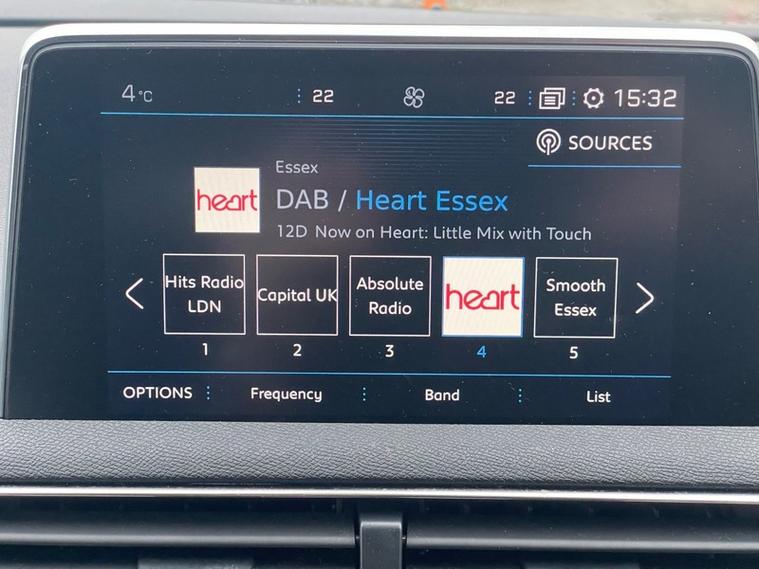 4°C 22 22 15:32
SOURCES
Essex
heart DAB / Heart Essex
12D Now on Heart: Little Mix with Touch
Hits Radio LDN
Capital UK
Absolute Radio
heart
Smooth Essex
1 2 3 4 5
OPTIONS Frequency Band List